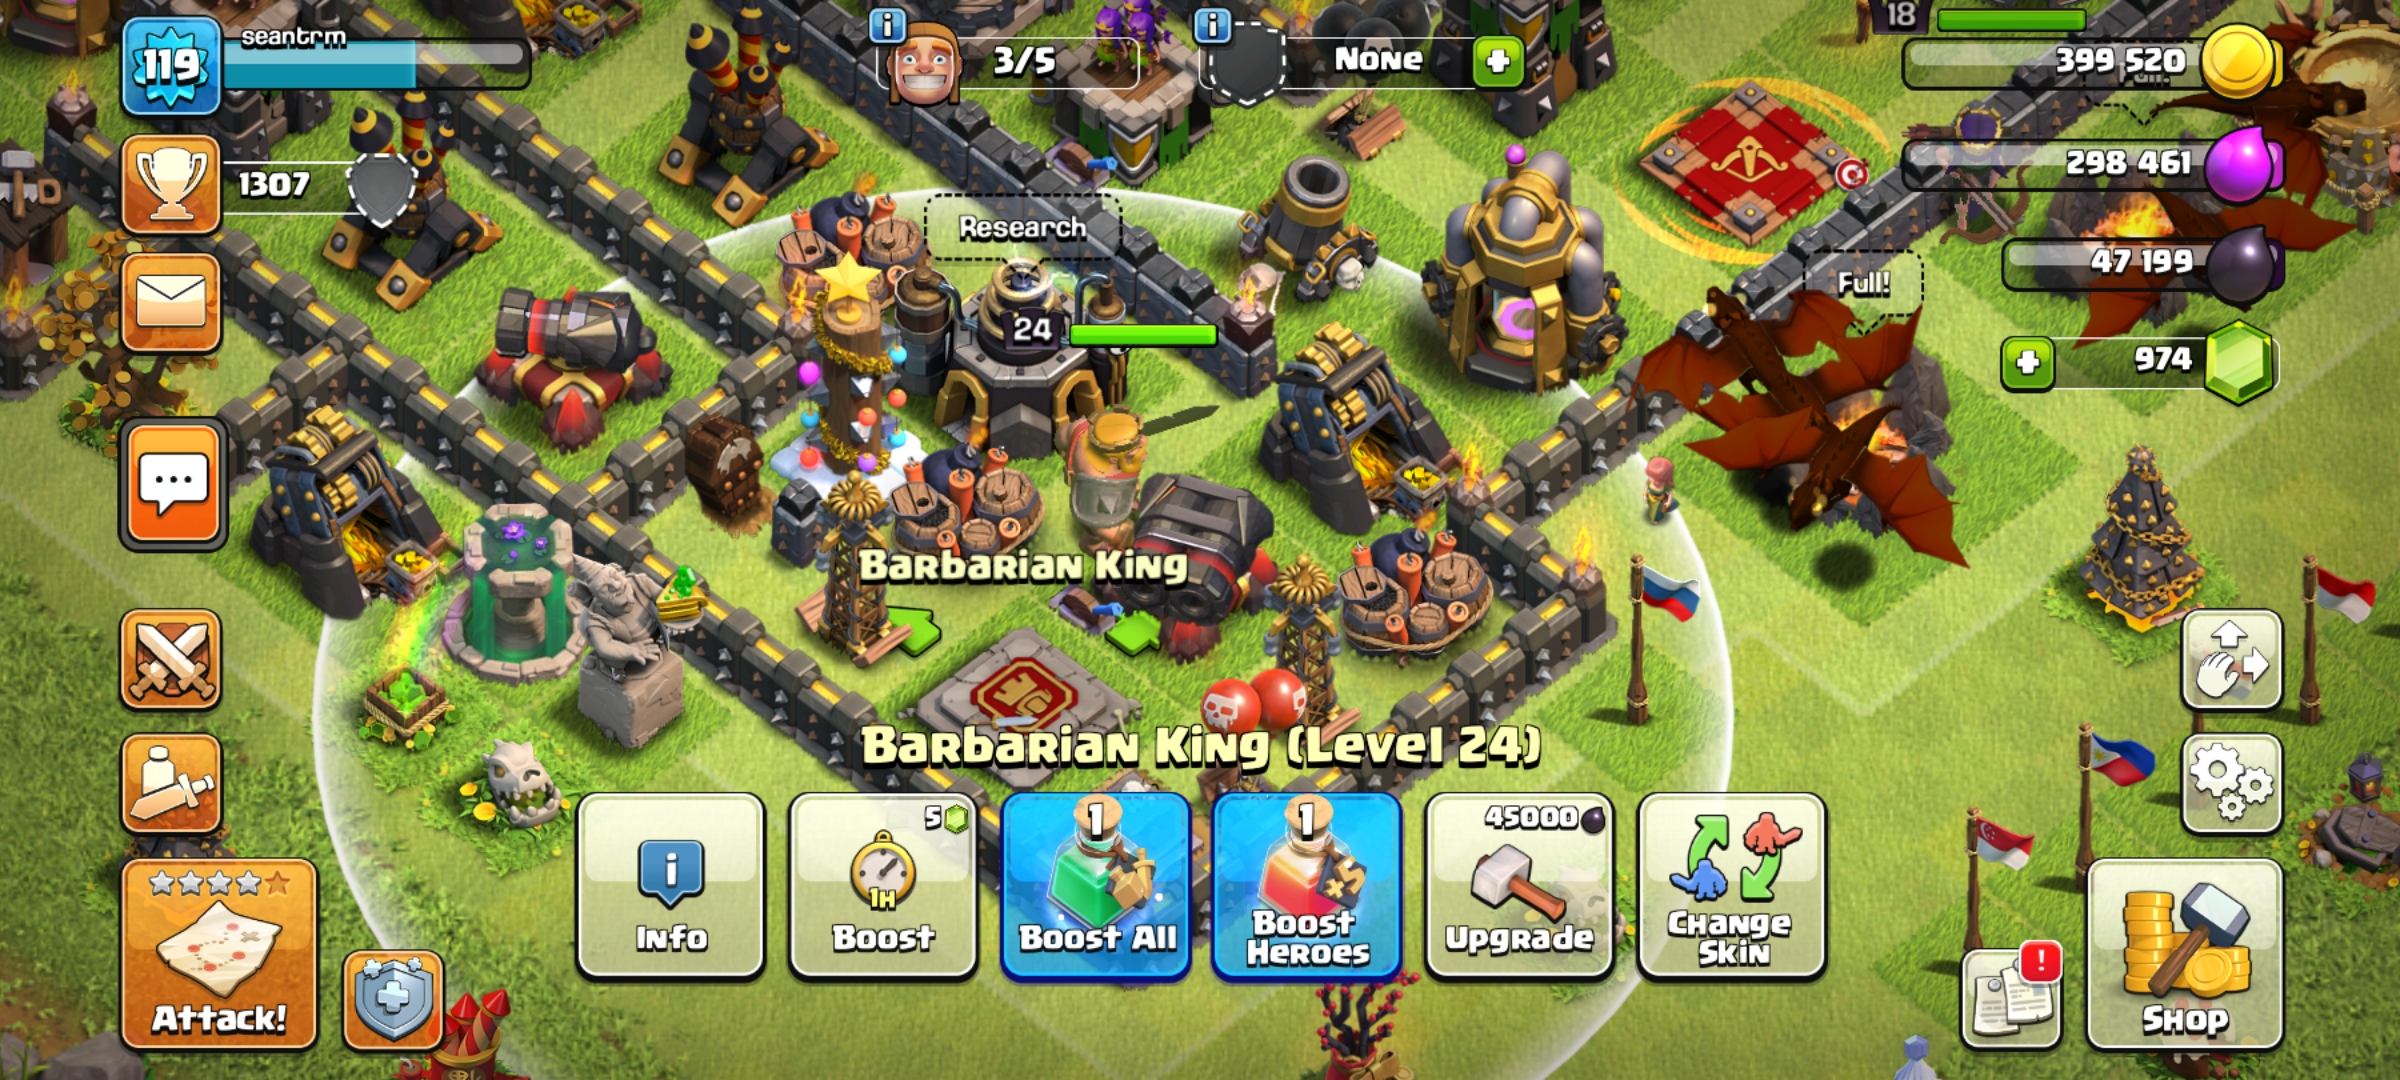 119
seantrm
3/5
None
18
399 520
1307
298 461
Research
47 199
Full!
24
974
Barbarian King
Barbarian King (Level 24)
5
1H
Boost
Info
1
Boost All
1
+5
Boost
Heroes
45000
Upgrade
Change
Skin
Attack!
!
Shop